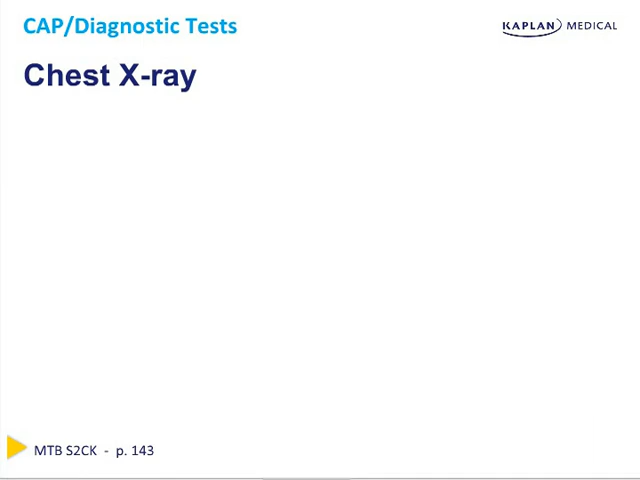 CAP/Diagnostic Tests
KAPLAN MEDICAL
Chest X-ray
MTB S2CK - p. 143